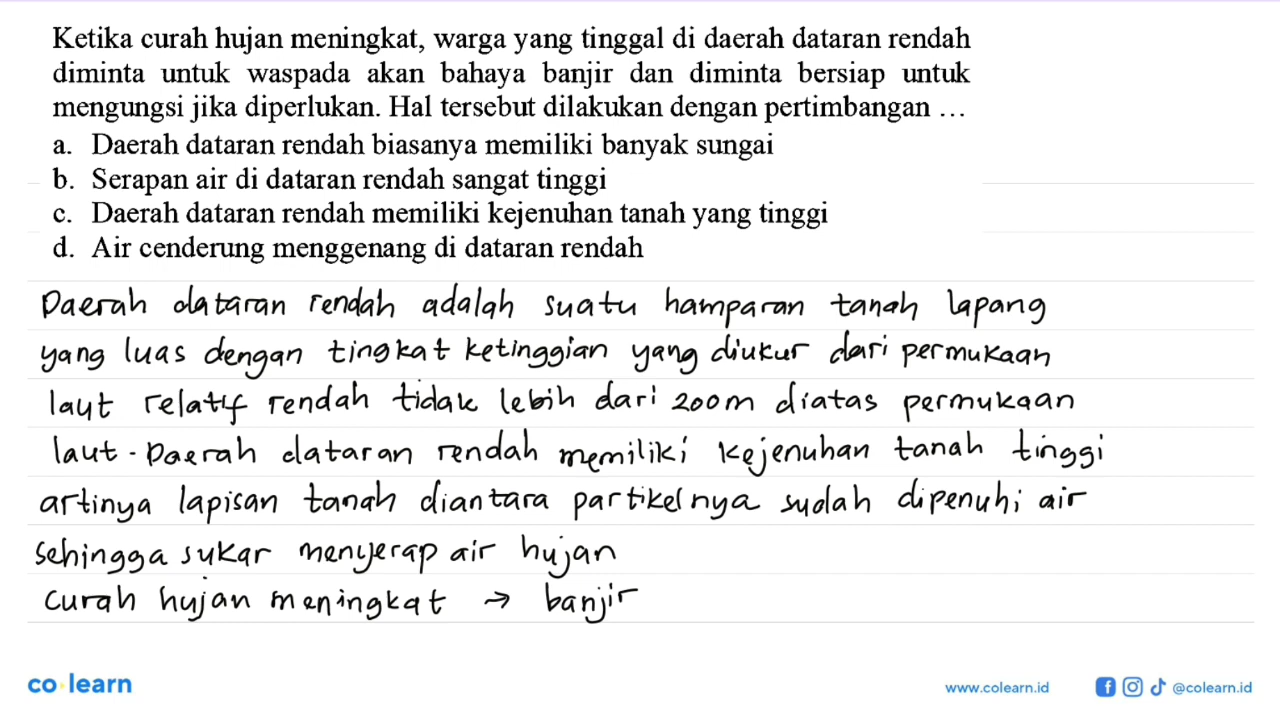 Ketika curah hujan meningkat, warga yang tinggal di daerah dataran rendah
diminta untuk waspada akan bahaya banjir dan diminta bersiap untuk
mengungsi jika diperlukan. Hal tersebut dilakukan dengan pertimbangan …
a. Daerah dataran rendah biasanya memiliki banyak sungai
b. Serapan air di dataran rendah sangat tinggi
c. Daerah dataran rendah memiliki kejenuhan tanah yang tinggi
d. Air cenderung menggenang di dataran rendah
Daerah dataran rendah adalah suatu hamparan tanah lapang
yang luas dengan tingkat ketinggian yang diukur dari permukaan
laut relatif rendah tidak lebih dari 200 m diatas permukaan
laut. Daerah dataran rendah memiliki kejenuhan tanah tinggi
artinya lapisan tanah diantara partikelnya sudah dipenuhi air
sehingga sukar menyerap air hujan
curah hujan meningkat → banjir
co learn
www.colearn.id
@colearn.id